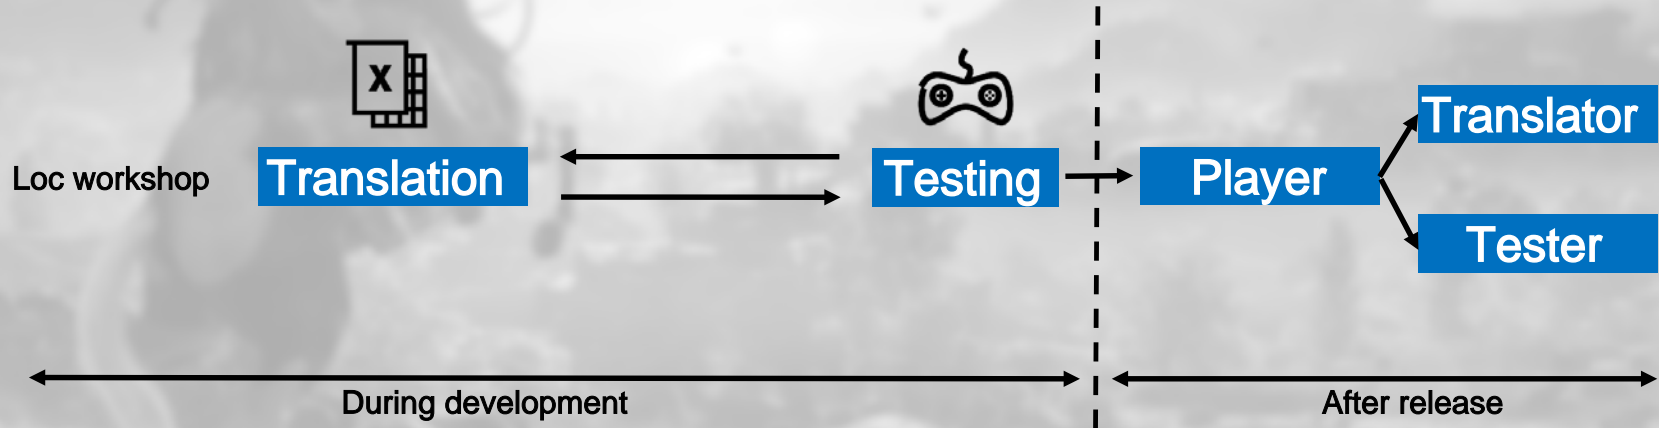 X
Loc workshop
Translation
Testing
Player
Translator
Tester
During development
After release